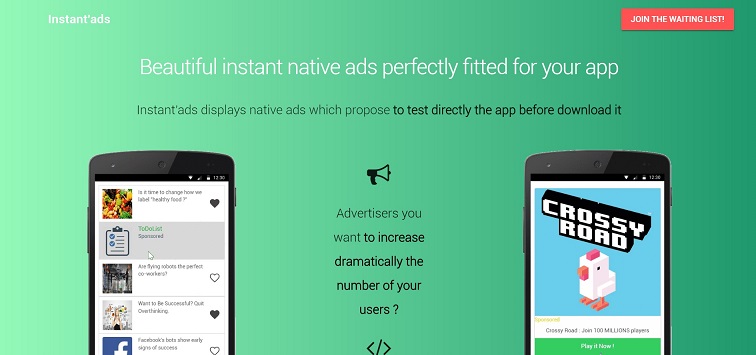 Instant'ads
JOIN THE WAITING LIST!
Beautiful instant native ads perfectly fitted for your app
Instant'ads displays native ads which propose to test directly the app before download it
12:30
Is it time to change how we
label "healthy food ?"
ToDoList
Sponsored
Are flying robots the perfect
co-workers?
Want to Be Successful? Quit
Overthinking.
Facebook's bots show early
signs of success
Advertisers you
want to increase
dramatically the
number of your
users ?
12:30
CROSSY
ROAD
Sponsored
Crossy Road : Join 100 MILLIONS players
Play it Now !